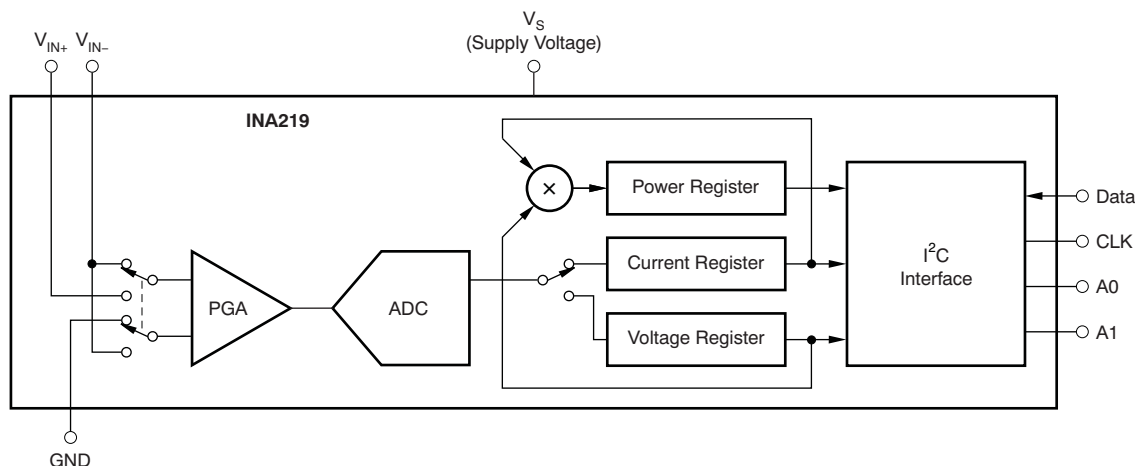 V_IN+
V_IN–
V_S
(Supply Voltage)
INA219
×
Power Register
Current Register
Voltage Register
PGA
ADC
I²C
Interface
Data
CLK
A0
A1
GND